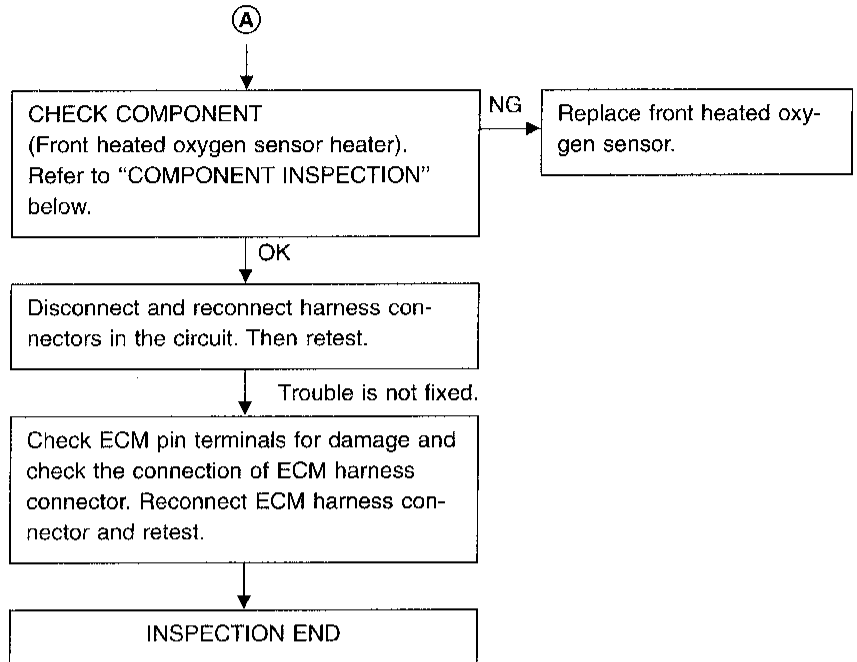 A
CHECK COMPONENT
(Front heated oxygen sensor heater).
Refer to “COMPONENT INSPECTION”
below.
NG
Replace front heated oxy-
gen sensor.
OK
Disconnect and reconnect harness con-
nectors in the circuit. Then retest.
Trouble is not fixed.
Check ECM pin terminals for damage and
check the connection of ECM harness
connector. Reconnect ECM harness con-
nector and retest.
INSPECTION END